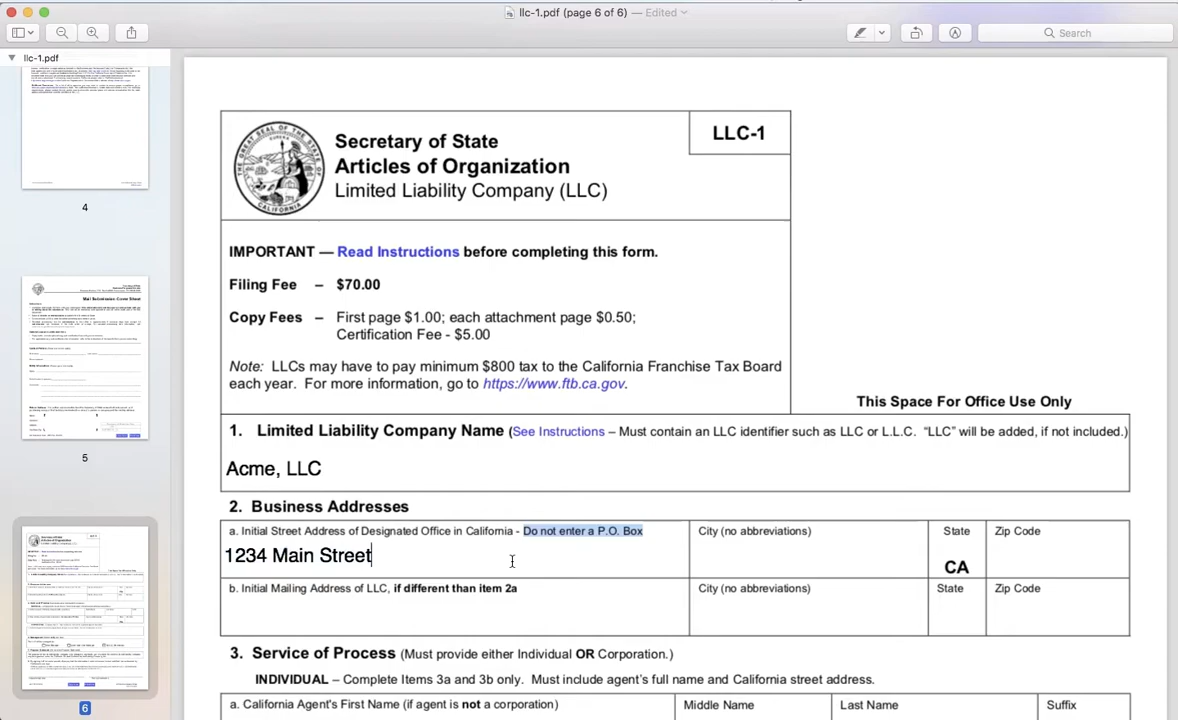 llc-1.pdf (page 6 of 6) — Edited
Search
llc-1.pdf
4
5
6
Secretary of State
Articles of Organization
Limited Liability Company (LLC)
LLC-1
IMPORTANT — Read Instructions before completing this form.
Filing Fee – $70.00
Copy Fees – First page $1.00; each attachment page $0.50;
Certification Fee - $5.00
Note: LLCs may have to pay minimum $800 tax to the California Franchise Tax Board
each year. For more information, go to https://www.ftb.ca.gov.
This Space For Office Use Only
1. Limited Liability Company Name (See Instructions – Must contain an LLC identifier such as LLC or L.L.C. “LLC” will be added, if not included.)
Acme, LLC
2. Business Addresses
a. Initial Street Address of Designated Office in California - Do not enter a P.O. Box
City (no abbreviations)
State
Zip Code
1234 Main Street
CA
b. Initial Mailing Address of LLC, if different than item 2a
City (no abbreviations)
State
Zip Code
3. Service of Process (Must provide either Individual OR Corporation.)
INDIVIDUAL – Complete Items 3a and 3b only. Must include agent’s full name and California street address.
a. California Agent's First Name (if agent is not a corporation)
Middle Name
Last Name
Suffix